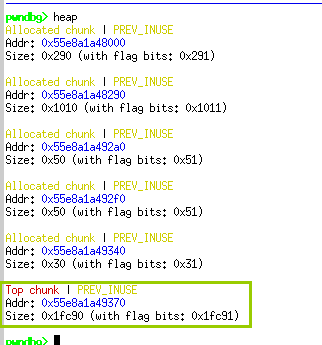 pwndbg> heap
Allocated chunk | PREV_INUSE
Addr: 0x55e8a1a48000
Size: 0x290 (with flag bits: 0x291)
Allocated chunk | PREV_INUSE
Addr: 0x55e8a1a48290
Size: 0x1010 (with flag bits: 0x1011)
Allocated chunk | PREV_INUSE
Addr: 0x55e8a1a492a0
Size: 0x50 (with flag bits: 0x51)
Allocated chunk | PREV_INUSE
Addr: 0x55e8a1a492f0
Size: 0x50 (with flag bits: 0x51)
Allocated chunk | PREV_INUSE
Addr: 0x55e8a1a49340
Size: 0x30 (with flag bits: 0x31)
Top chunk | PREV_INUSE
Addr: 0x55e8a1a49370
Size: 0x1fc90 (with flag bits: 0x1fc91)
pwndbg>